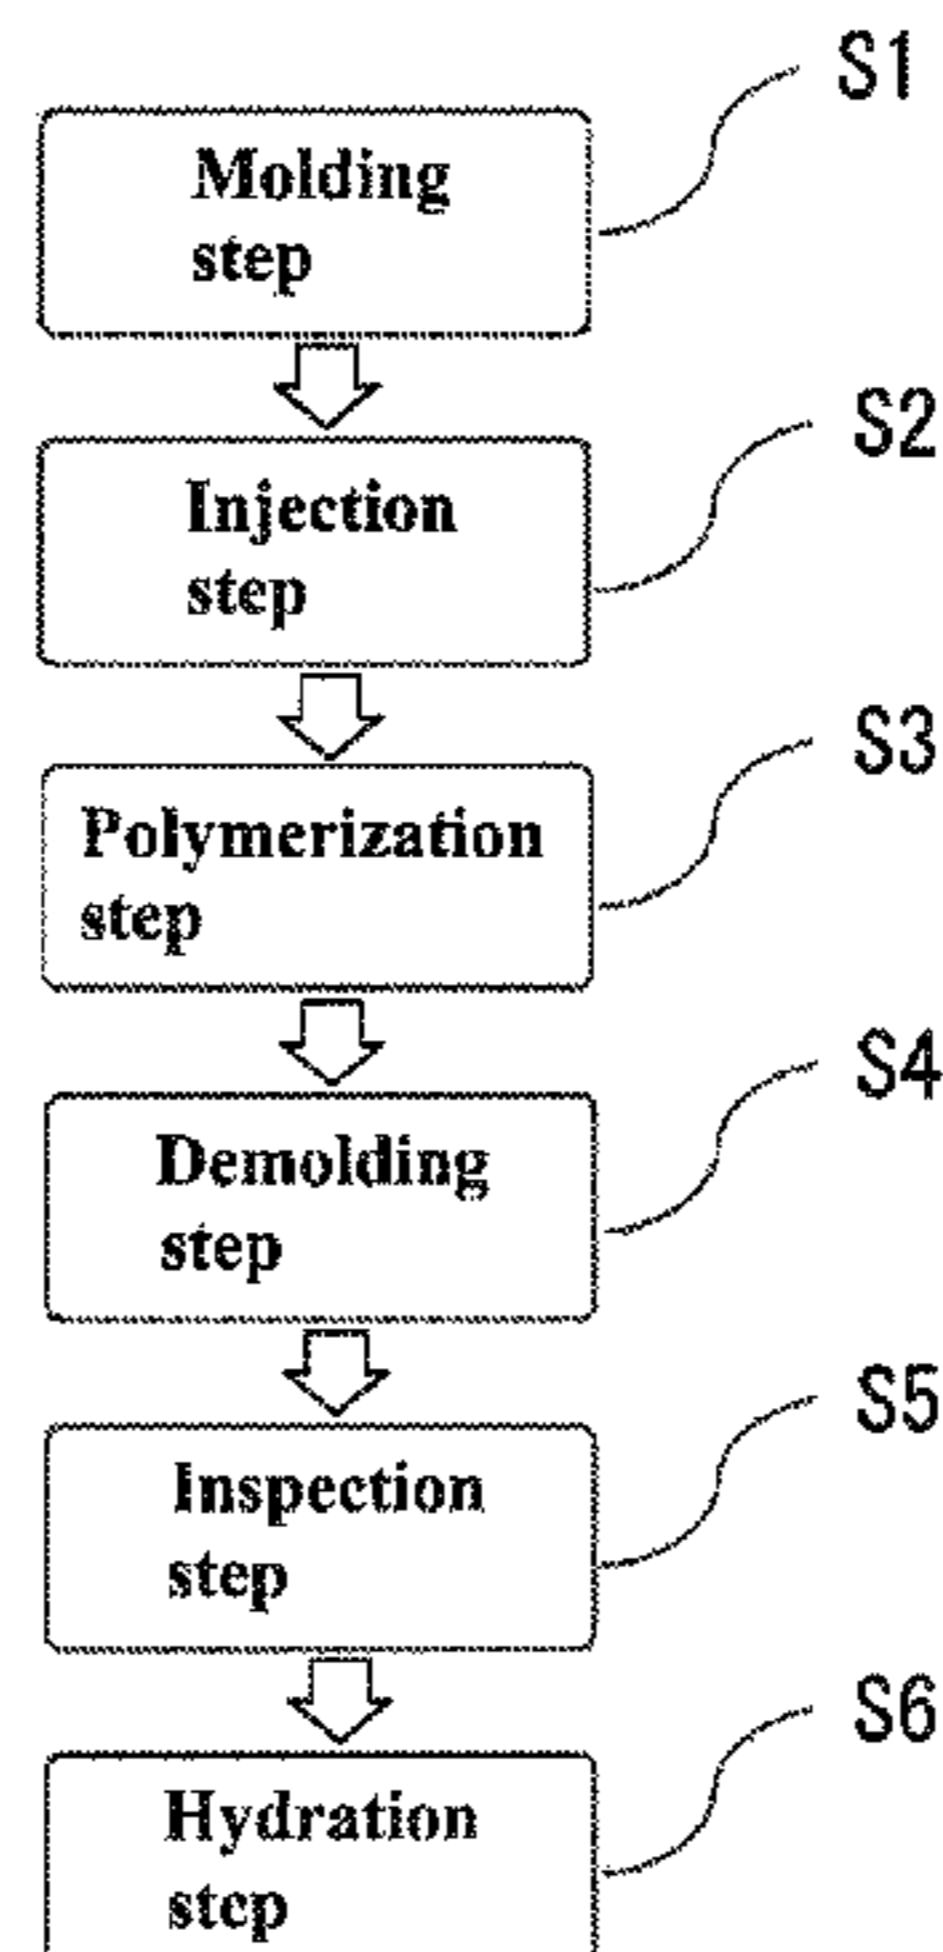 S1
Molding
step
S2
Injection
step
S3
Polymerization
step
S4
Demolding
step
S5
Inspection
step
S6
Hydration
step